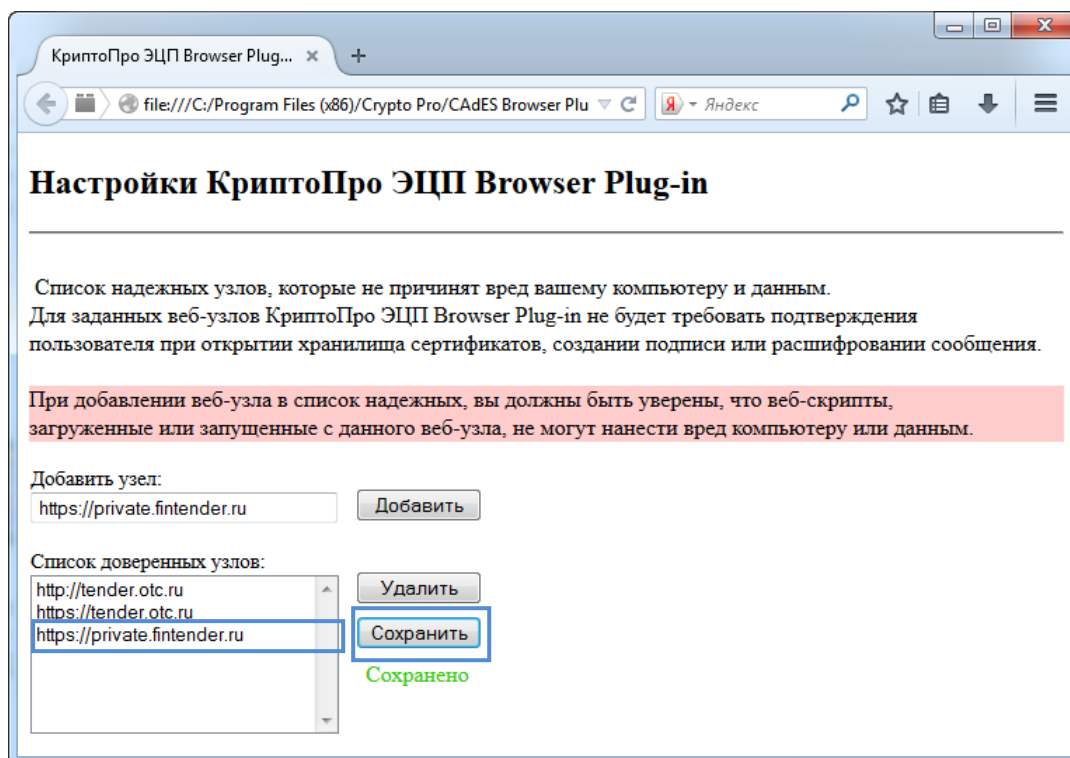 КриптоПро ЭЦП Browser Plug...
file:///C:/Program Files (x86)/Crypto Pro/CAdES Browser Plu
Я Яндекс
Настройки КриптоПро ЭЦП Browser Plug-in
Список надежных узлов, которые не причинят вред вашему компьютеру и данным.
Для заданных веб-узлов КриптоПро ЭЦП Browser Plug-in не будет требовать подтверждения
пользователя при открытии хранилища сертификатов, создании подписи или расшифровании сообщения.
При добавлении веб-узла в список надежных, вы должны быть уверены, что веб-скрипты,
загруженные или запущенные с данного веб-узла, не могут нанести вред компьютеру или данным.
Добавить узел:
https://private.fintender.ru Добавить
Список доверенных узлов:
http://tender.otc.ru Удалить
https://tender.otc.ru
https://private.fintender.ru Сохранить
Сохранено